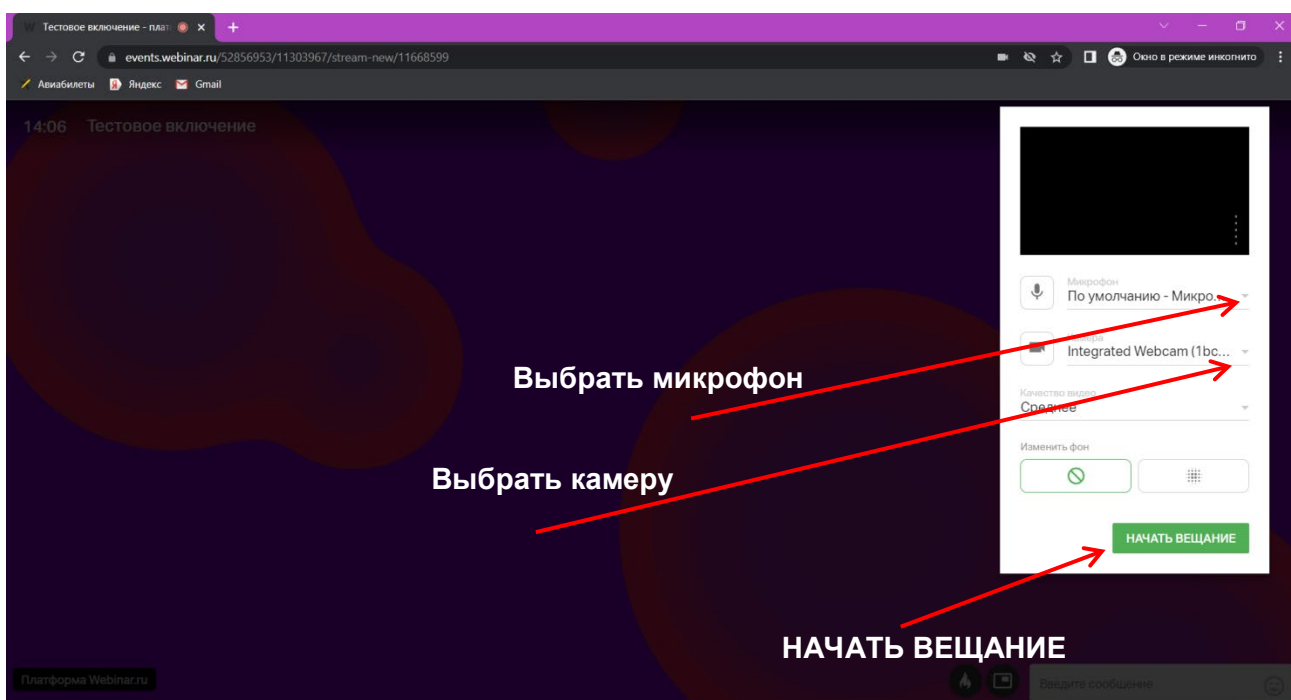 Тестовое включение - плат
events.webinar.ru/52856953/11303967/stream-new/11668599
Окно в режиме инкогнито
Авиабилеты Яндекс Gmail
14:06 Тестовое включение
Микрофон
По умолчанию - Микро...
Камера
Integrated Webcam (1bc...
Выбрать микрофон
Качество видео
Среднее
Изменить фон
Выбрать камеру
НАЧАТЬ ВЕЩАНИЕ
НАЧАТЬ ВЕЩАНИЕ
Платформа Webinar.ru
Введите сообщение